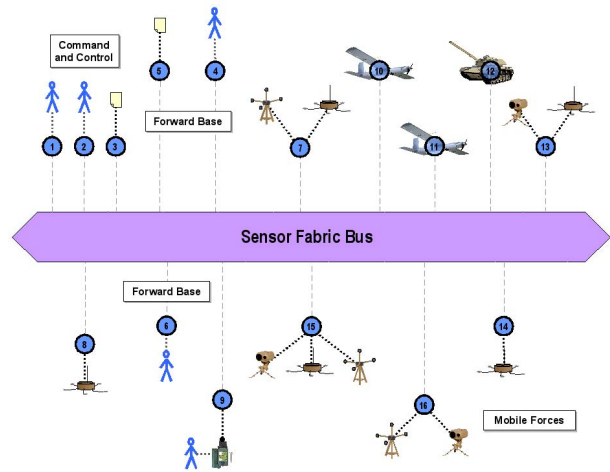 Command
and Control
5
4
10
12
Forward Base
1
2
3
7
11
13
Sensor Fabric Bus
Forward Base
8
6
15
14
9
16
Mobile Forces